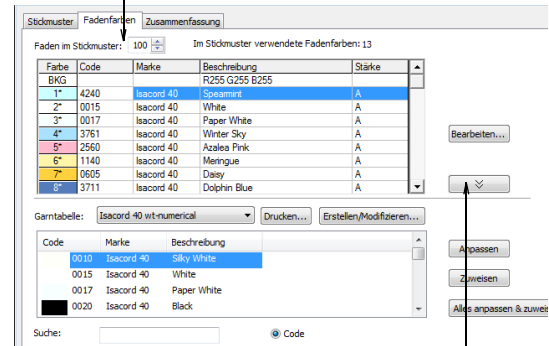 Stickmuster Fadenfarben Zusammenfassung
Faden im Stickmuster: 100 Im Stickmuster verwendete Fadenfarben: 13
Farbe Code Marke Beschreibung Stärke
BKG R255 G255 B255
1* 4240 Isacord 40 Spearmint A
2* 0015 Isacord 40 White A
3* 0017 Isacord 40 Paper White A
4* 3761 Isacord 40 Winter Sky A
5* 2560 Isacord 40 Azalea Pink A
6* 1140 Isacord 40 Meringue A
7* 0605 Isacord 40 Daisy A
8* 3711 Isacord 40 Dolphin Blue A
Bearbeiten...
Garntabelle: Isacord 40 wt-numerical Drucken... Erstellen/Modifizieren...
Code Marke Beschreibung
0010 Isacord 40 Silky White
0015 Isacord 40 White
0017 Isacord 40 Paper White
0020 Isacord 40 Black
Anpassen
Zuweisen
Alles anpassen & zuweis
Suche: Code